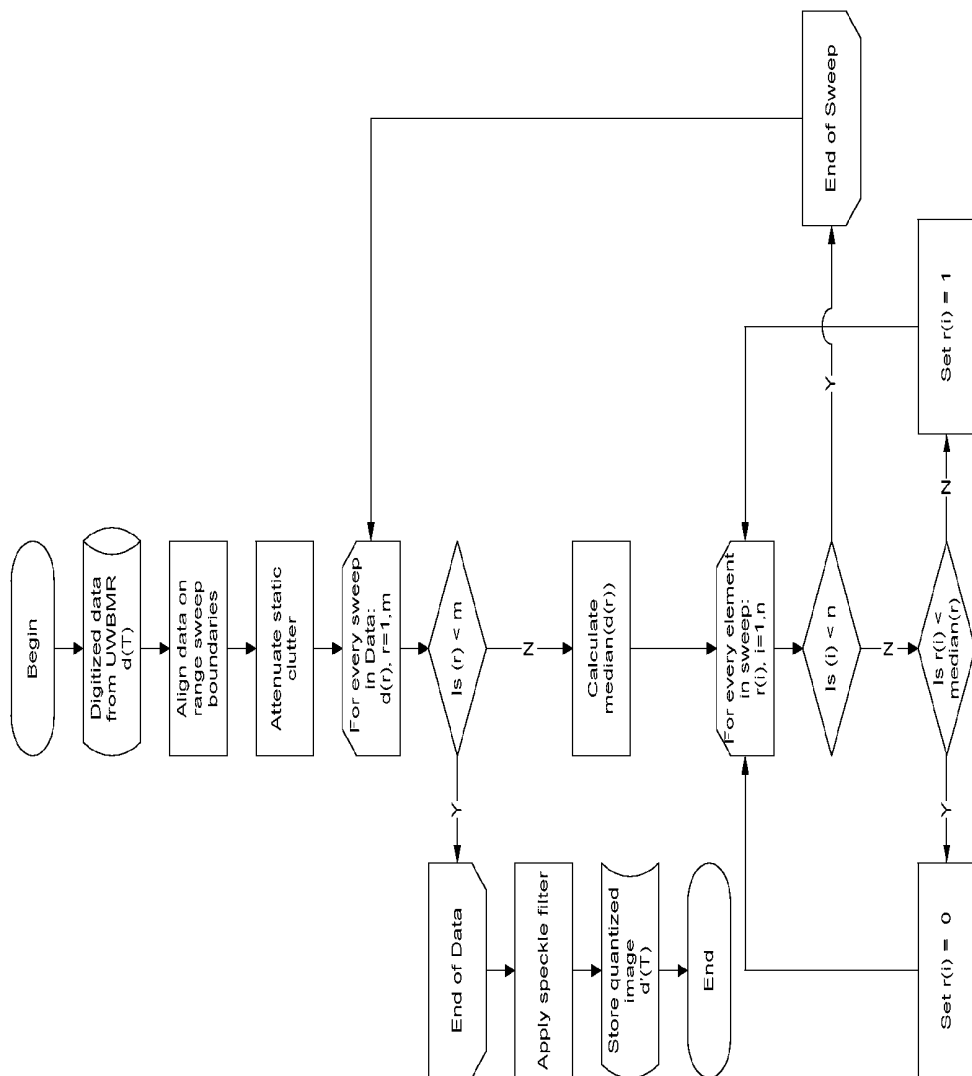 Begin
Digitized data
from UWBMR
d(T)
Align data on
range sweep
boundaries
Attenuate static
clutter
For every sweep
in Data:
d(r), r=1,m
Is (r) < m
Y
N
End of Data
Apply speckle filter
Store quantized
image
d'(T)
End
Calculate
median(d(r))
For every element
in sweep:
r(i), i=1,n
Is (i) < n
Y
N
End of Sweep
Is r(i) <
median(r)
Y
N
Set r(i) = 0
Set r(i) = 1